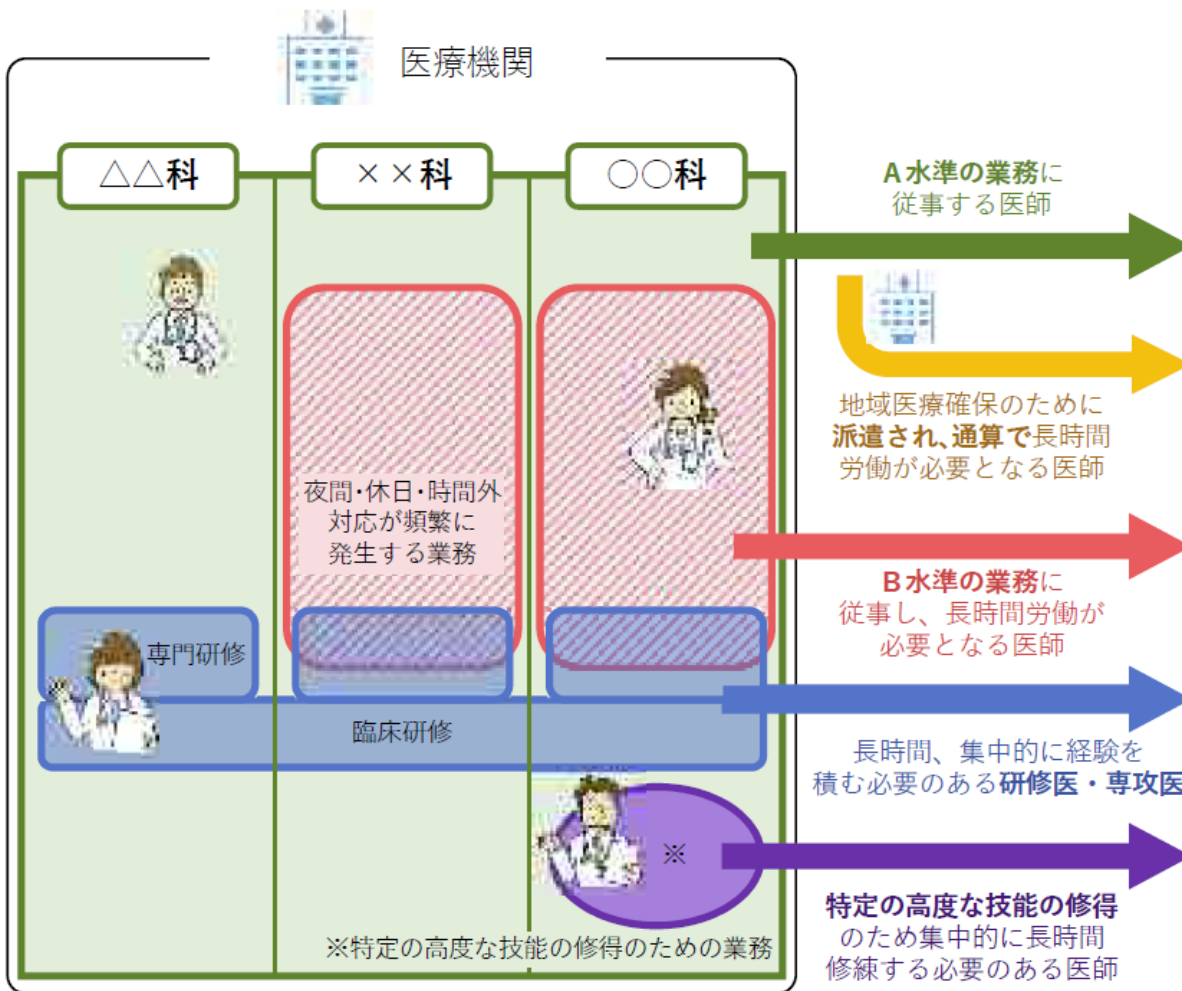 医療機関
△△科
××科
○○科
夜間・休日・時間外
対応が頻繁に
発生する業務
専門研修
臨床研修
※
※特定の高度な技能の修得のための業務
A水準の業務に
従事する医師
地域医療確保のために
派遣され、通算で長時間
労働が必要となる医師
B水準の業務に
従事し、長時間労働が
必要となる医師
長時間、集中的に経験を
積む必要のある研修医・専攻医
特定の高度な技能の修得
のため集中的に長時間
修練する必要のある医師